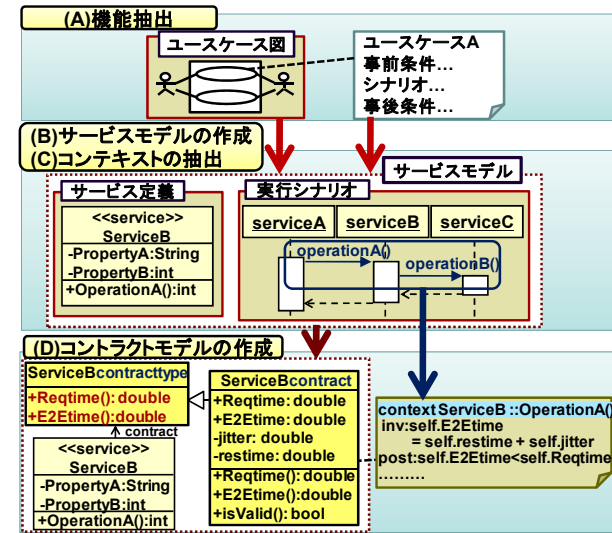 (A)機能抽出
ユースケース図
ユースケースA
事前条件...
シナリオ...
事後条件...
(B)サービスモデルの作成
(C)コンテキストの抽出
サービスモデル
サービス定義
<<service>>
ServiceB
-PropertyA:String
-PropertyB:int
+OperationA():int
実行シナリオ
serviceA
serviceB
serviceC
operationA()
operationB()
(D)コントラクトモデルの作成
ServiceBcontracttype
+Reqtime(): double
+E2Etime(): double
contract
<<service>>
ServiceB
-PropertyA:String
-PropertyB:int
+OperationA():int
ServiceBcontract
+Reqtime: double
+E2Etime: double
-jitter: double
-restime: double
+Reqtime(): double
+E2Etime():double
+isValid(): bool
context ServiceB ::OperationA()
inv:self.E2Etime
= self.restime + self.jitter
post:self.E2Etime<self.Reqtime
.........